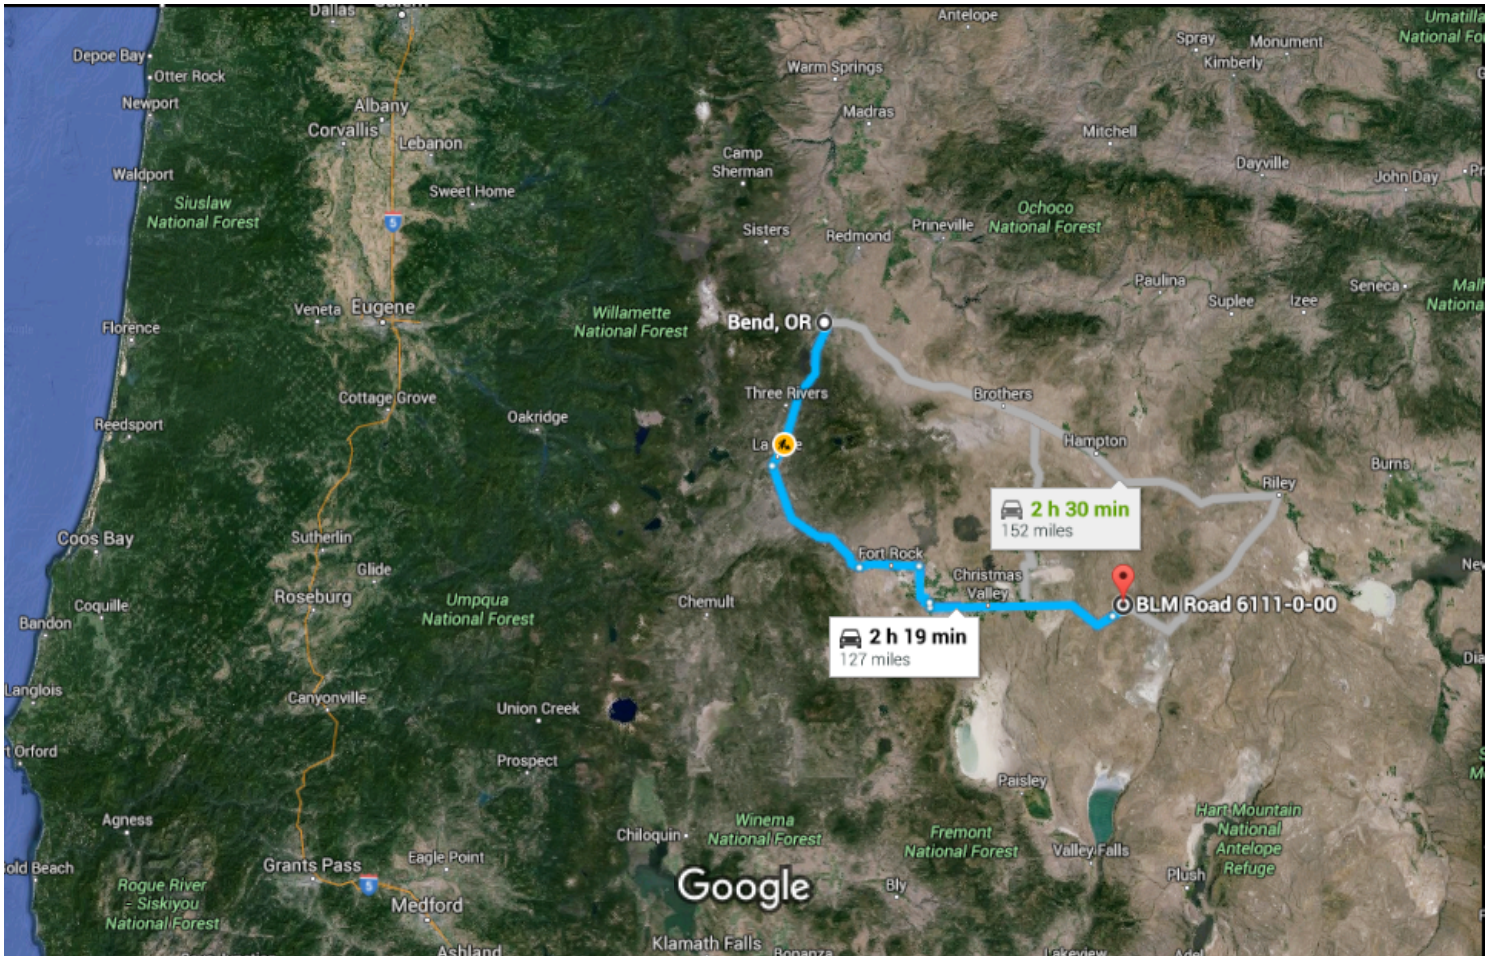 Dallas
Depoe Bay
Otter Rock
Newport
Albany
Corvallis
Lebanon
Waldport
Sweet Home
Siuslaw
National Forest
5
Veneta
Eugene
Florence
Cottage Grove
Reedsport
Oakridge
Coos Bay
Sutherlin
Glide
Roseburg
Coquille
Bandon
Umpqua
National Forest
Langlois
Canyonville
Union Creek
Prospect
Agness
Grants Pass
Eagle Point
5
Medford
Ashland
Rogue River
- Siskiyou
National Forest
Antelope
Umatilla
Spray
Monument
Kimberly
Warm Springs
Madras
Mitchell
Camp
Sherman
Dayville
John Day
Sisters
Redmond
Prineville
Ochoco
National Forest
Paulina
Suplee
Izee
Seneca
Willamette
National Forest
Bend, OR
Three Rivers
Brothers
La
Hampton
Burns
Riley
2 h 30 min
152 miles
Fort Rock
Christmas
Valley
Chemult
BLM Road 6111-0-00
2 h 19 min
127 miles
Paisley
Winema
National Forest
Chiloquin
Fremont
National Forest
Valley Falls
Hart Mountain
National
Antelope
Refuge
Plush
Google
Bly
Klamath Falls
Bonanza
Lakeview
Adel